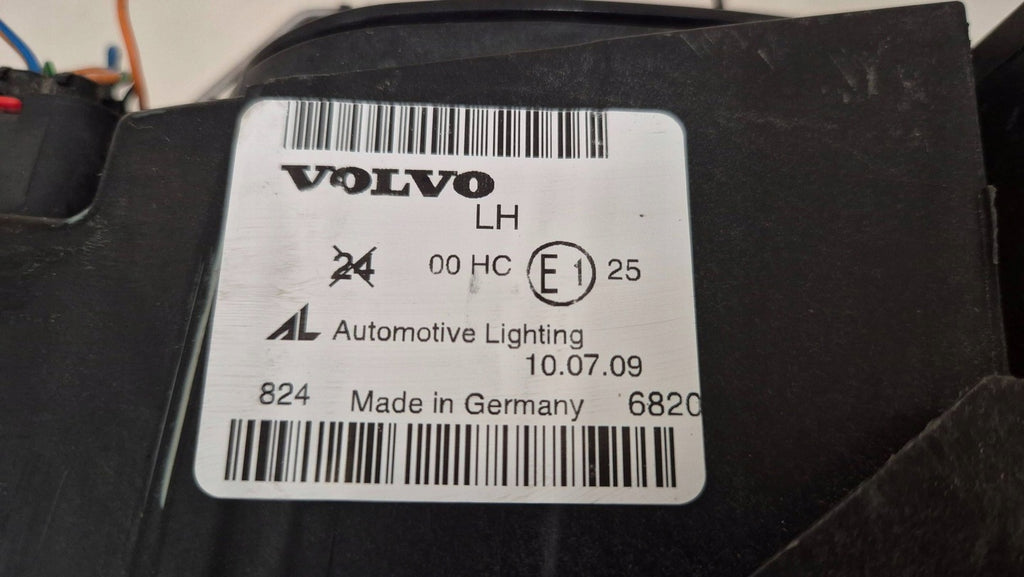 VOLVO
LH
24 00 HC E1 25
AL Automotive Lighting
10.07.09
824 Made in Germany 6820